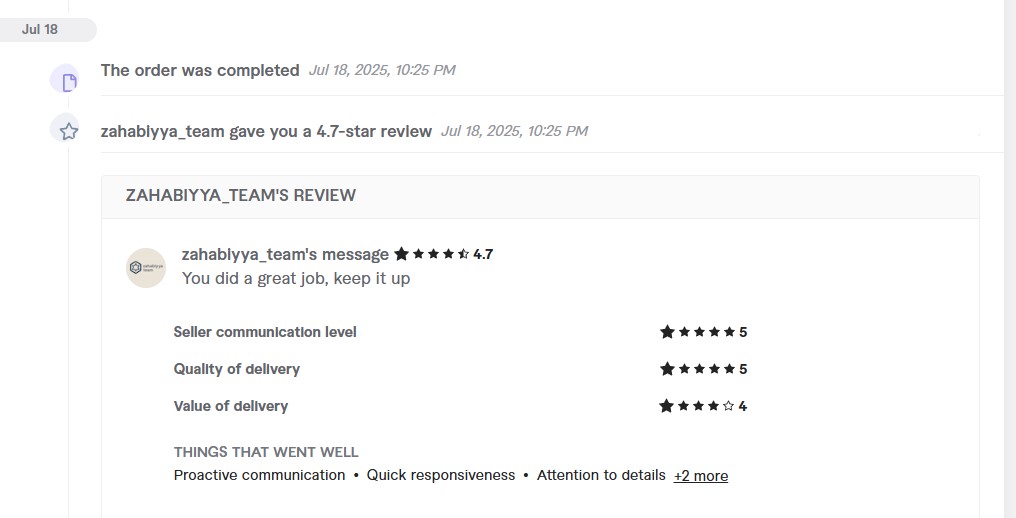 Jul 18
The order was completed Jul 18, 2025, 10:25 PM
zahabiyya_team gave you a 4.7-star review Jul 18, 2025, 10:25 PM
ZAHABIYYA_TEAM'S REVIEW
zahabiyya_team's message 4.7
You did a great job, keep it up
zahabiyya
team
Seller communication level 5
Quality of delivery 5
Value of delivery 4
THINGS THAT WENT WELL
Proactive communication • Quick responsiveness • Attention to details +2 more